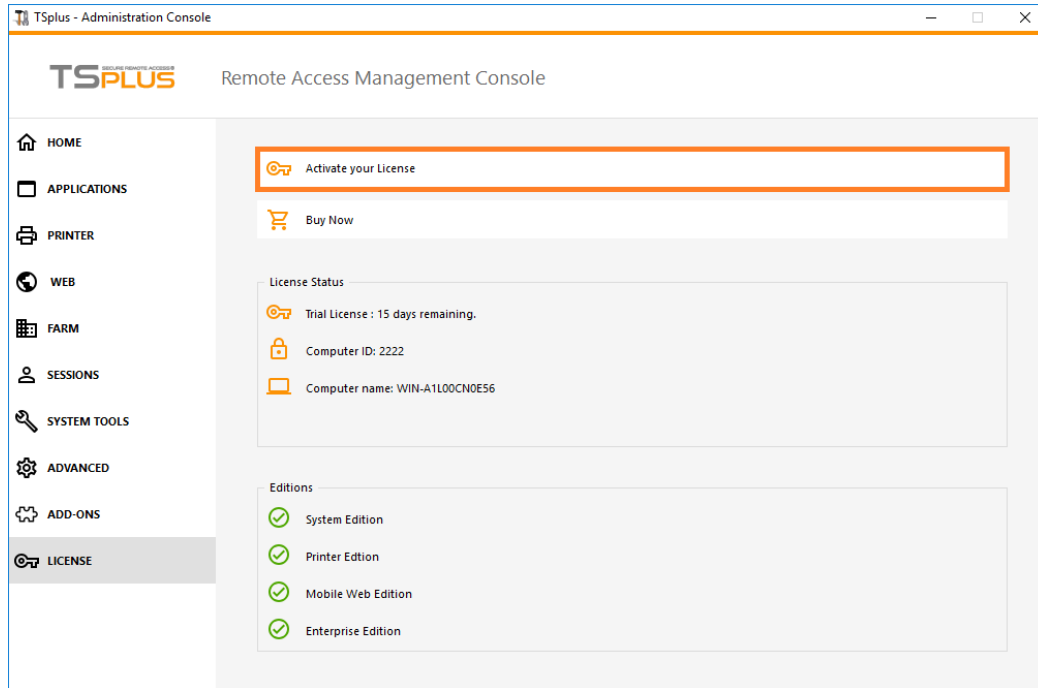 TSplus - Administration Console
SECURE REMOTE ACCESS®
TSPLUS
Remote Access Management Console
HOME
APPLICATIONS
PRINTER
WEB
FARM
SESSIONS
SYSTEM TOOLS
ADVANCED
ADD-ONS
LICENSE
Activate your License
Buy Now
License Status
Trial License : 15 days remaining.
Computer ID: 2222
Computer name: WIN-A1L00CN0E56
Editions
System Edition
Printer Edtion
Mobile Web Edition
Enterprise Edition